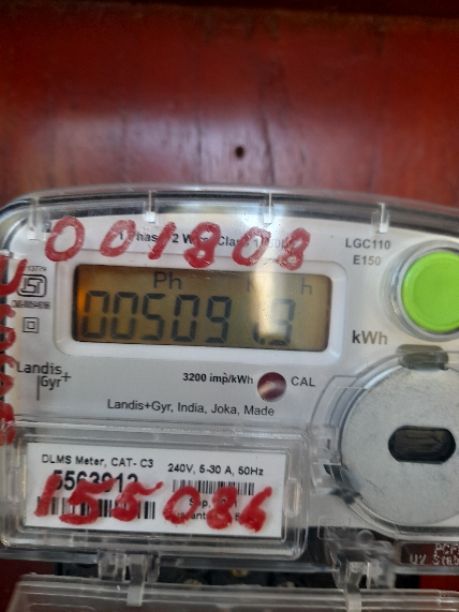 001808
LGC110
E150
Ph
h
005091.3
kWh
Landis
Gyr+
3200 imp/kWh
CAL
Landis+Gyr, India, Joka, Made
DLMS Meter, CAT- C3
240V, 5-30 A, 50Hz
155086